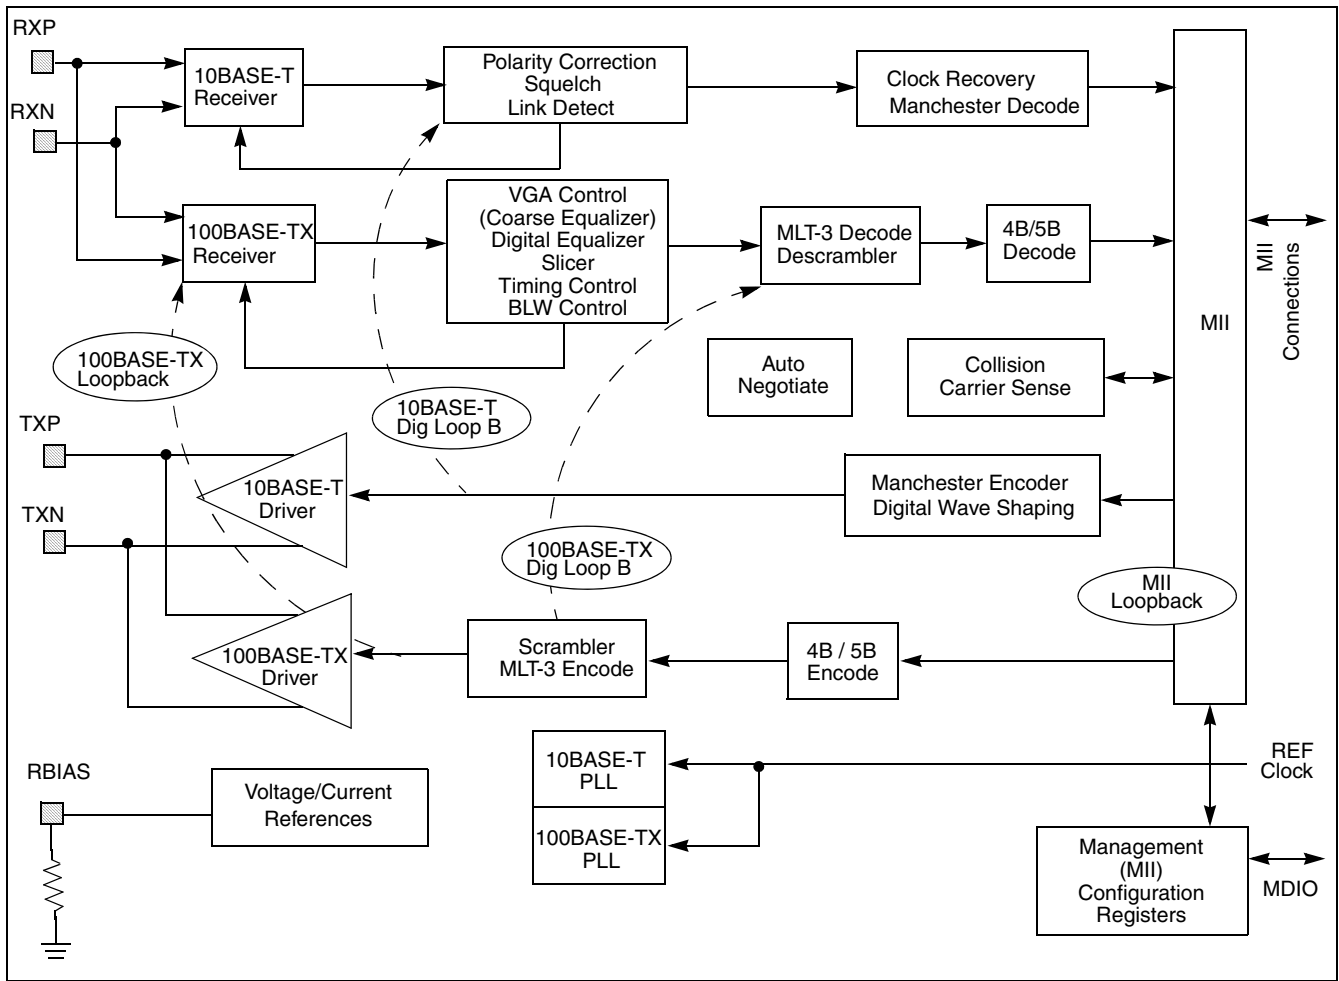 RXP
RXN
10BASE-T
Receiver
Polarity Correction
Squelch
Link Detect
Clock Recovery
Manchester Decode
100BASE-TX
Receiver
VGA Control
(Coarse Equalizer)
Digital Equalizer
Slicer
Timing Control
BLW Control
MLT-3 Decode
Descrambler
4B/5B
Decode
MII
MII
Connections
100BASE-TX
Loopback
10BASE-T
Dig Loop B
Auto
Negotiate
Collision
Carrier Sense
TXP
TXN
10BASE-T
Driver
Manchester Encoder
Digital Wave Shaping
100BASE-TX
Dig Loop B
MII
Loopback
100BASE-TX
Driver
Scrambler
MLT-3 Encode
4B / 5B
Encode
RBIAS
Voltage/Current
References
10BASE-T
PLL
100BASE-TX
PLL
REF
Clock
Management
(MII)
Configuration
Registers
MDIO